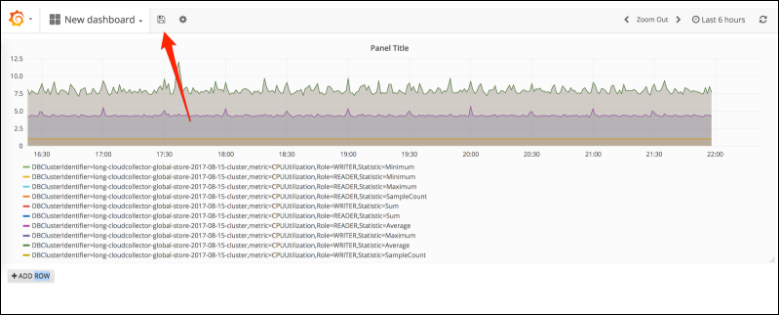 New dashboard
Zoom Out
Last 6 hours
Panel Title
12.5
10.0
7.5
5.0
2.5
0
16:30 17:00 17:30 18:00 18:30 19:00 19:30 20:00 20:30 21:00 21:30 22:00
DBClusterIdentifier=long-cloudcollector-global-store-2017-08-15-cluster,metric=CPUUtilization,Role=WRITER,Statistic=Minimum
DBClusterIdentifier=long-cloudcollector-global-store-2017-08-15-cluster,metric=CPUUtilization,Role=READER,Statistic=Minimum
DBClusterIdentifier=long-cloudcollector-global-store-2017-08-15-cluster,metric=CPUUtilization,Role=READER,Statistic=Maximum
DBClusterIdentifier=long-cloudcollector-global-store-2017-08-15-cluster,metric=CPUUtilization,Role=READER,Statistic=SampleCount
DBClusterIdentifier=long-cloudcollector-global-store-2017-08-15-cluster,metric=CPUUtilization,Role=WRITER,Statistic=Sum
DBClusterIdentifier=long-cloudcollector-global-store-2017-08-15-cluster,metric=CPUUtilization,Role=READER,Statistic=Sum
DBClusterIdentifier=long-cloudcollector-global-store-2017-08-15-cluster,metric=CPUUtilization,Role=READER,Statistic=Average
DBClusterIdentifier=long-cloudcollector-global-store-2017-08-15-cluster,metric=CPUUtilization,Role=WRITER,Statistic=Maximum
DBClusterIdentifier=long-cloudcollector-global-store-2017-08-15-cluster,metric=CPUUtilization,Role=WRITER,Statistic=Average
DBClusterIdentifier=long-cloudcollector-global-store-2017-08-15-cluster,metric=CPUUtilization,Role=WRITER,Statistic=SampleCount
+ ADD ROW